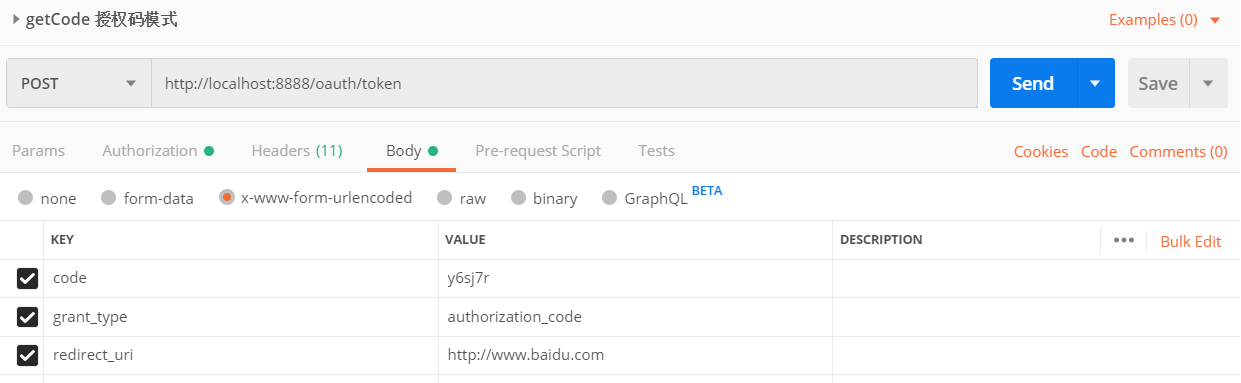 getCode 授权码模式 Examples (0)
POST http://localhost:8888/oauth/token Send Save
Params Authorization Headers (11) Body Pre-request Script Tests Cookies Code Comments (0)
none form-data x-www-form-urlencoded raw binary GraphQL BETA
KEY VALUE DESCRIPTION ••• Bulk Edit
code y6sj7r
grant_type authorization_code
redirect_uri http://www.baidu.com